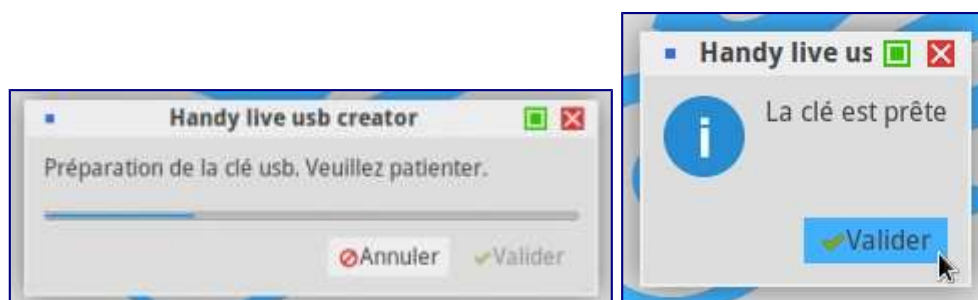 Handy live usb creator
Préparation de la clé usb. Veuillez patienter.
Annuler
Valider
Handy live us
La clé est prête
Valider